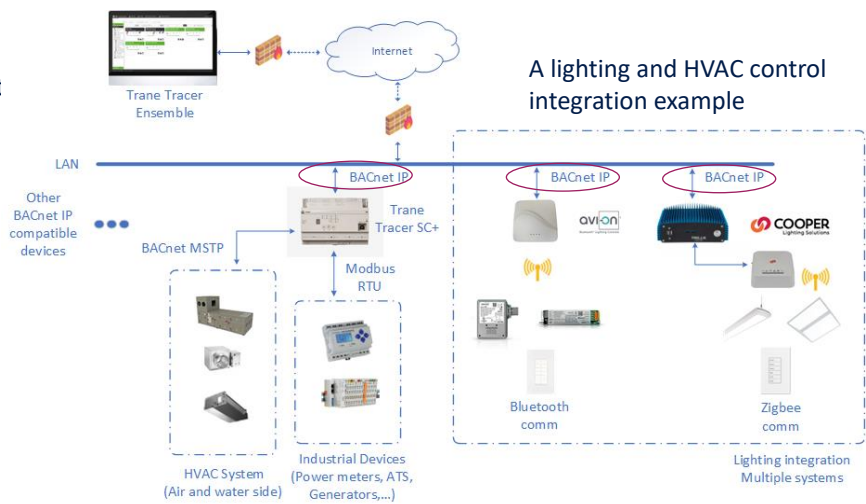 Internet
Trane Tracer
Ensemble
A lighting and HVAC control
integration example
LAN
BACnet IP
BACnet IP
BACnet IP
Other
BACnet IP
compatible
devices
Trane
Tracer SC+
avi-on
COOPER
Lighting Solutions
BACnet MSTP
Modbus
RTU
Bluetooth
comm
Zigbee
comm
HVAC System
(Air and water side)
Industrial Devices
(Power meters, ATS,
Generators,...)
Lighting integration
Multiple systems